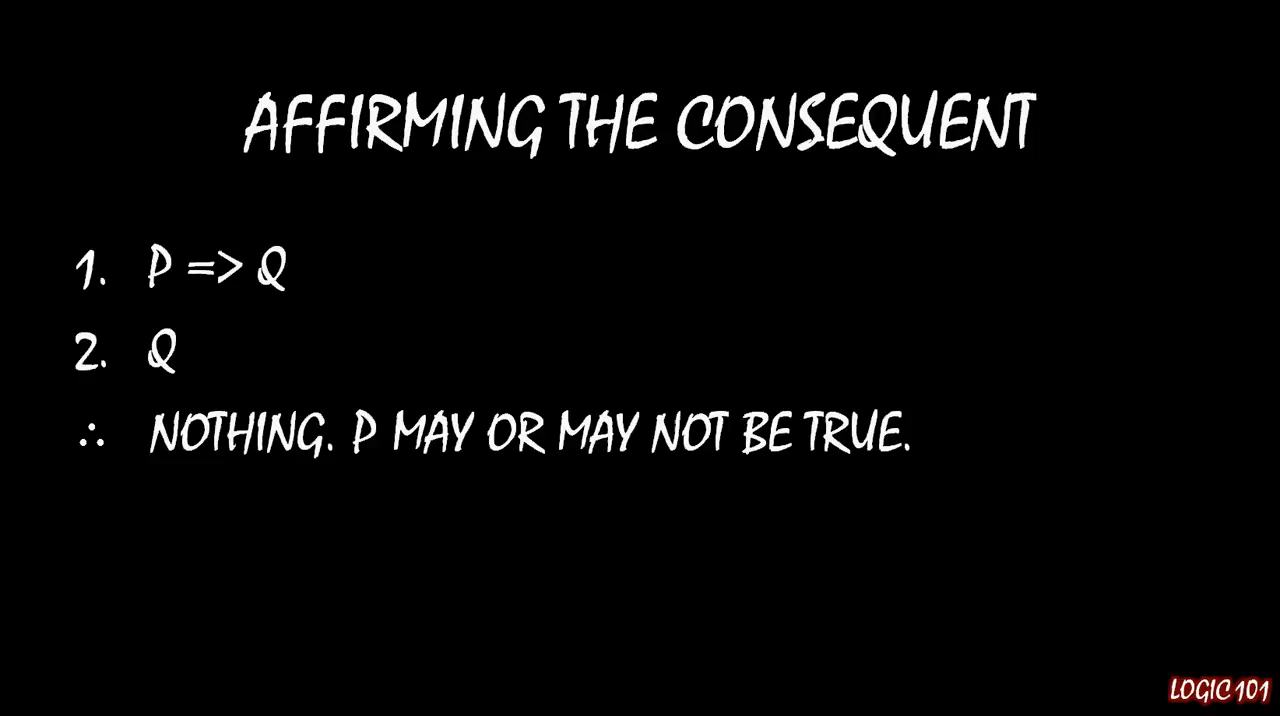 AFFIRMING THE CONSEQUENT
1. P => Q
2. Q
∴ NOTHING. P MAY OR MAY NOT BE TRUE.
LOGIC 101